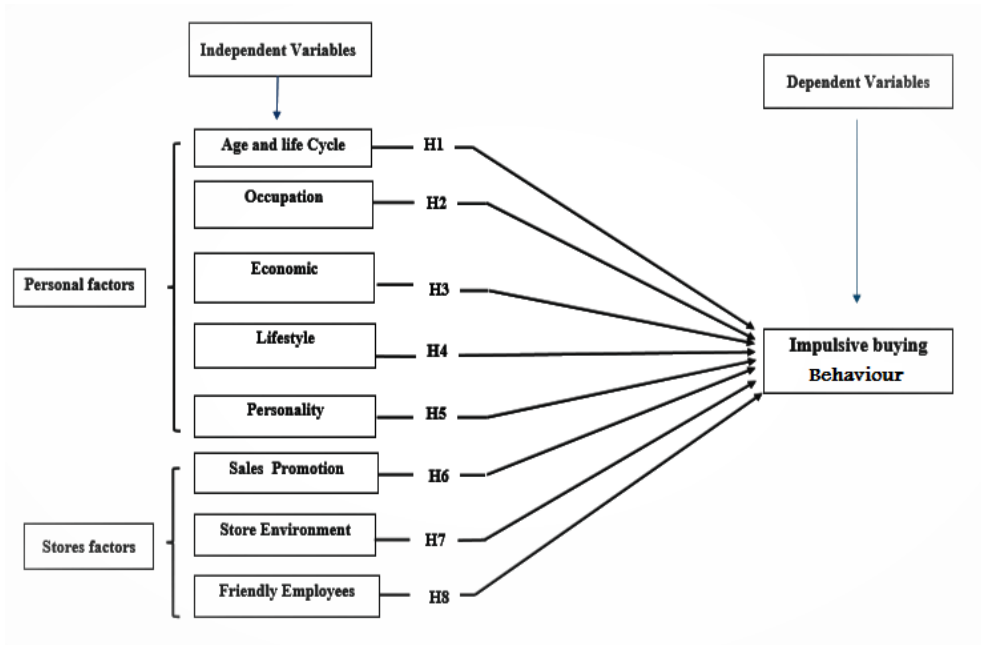 Independent Variables
Dependent Variables
Age and life Cycle
H1
Occupation
H2
Economic
H3
Personal factors
Lifestyle
H4
Impulsive buying
Behaviour
Personality
H5
Sales Promotion
H6
Stores factors
Store Environment
H7
Friendly Employees
H8